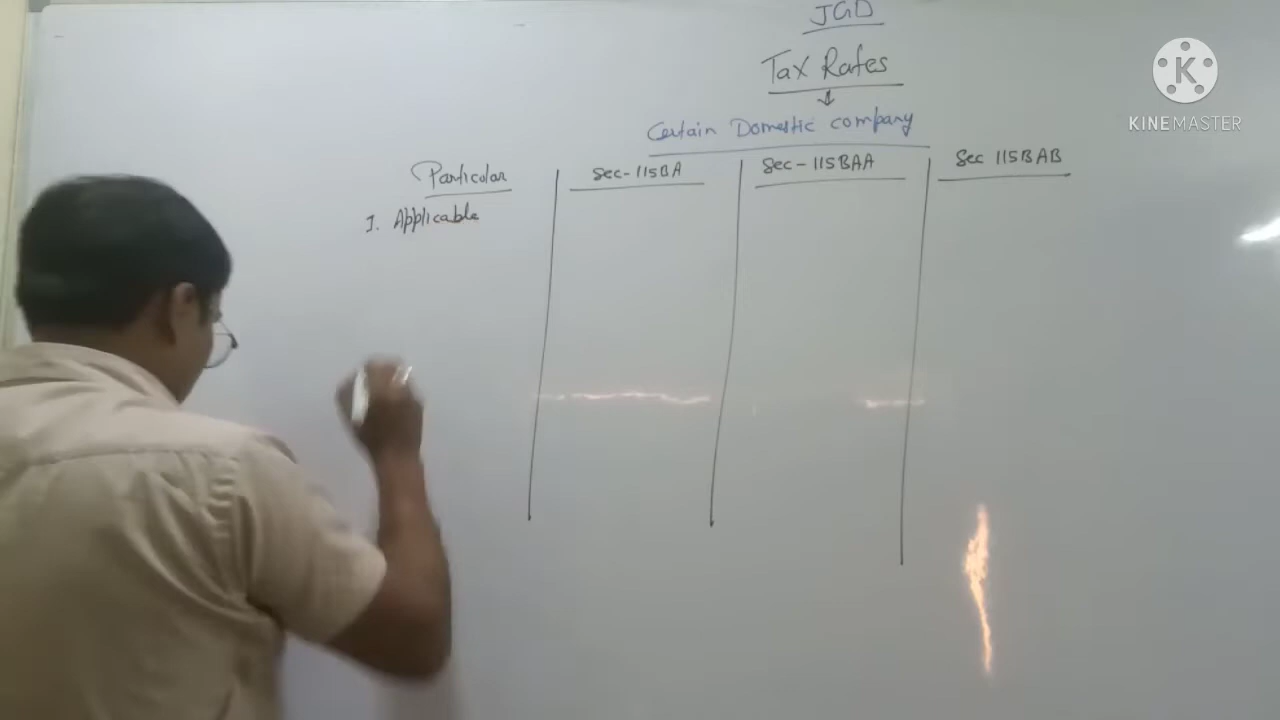 JGD
Tax Rates
Certain Domestic company
Particular Sec-115BA Sec-115BAA Sec 115BAB
1. Applicable
K
KINEMASTER